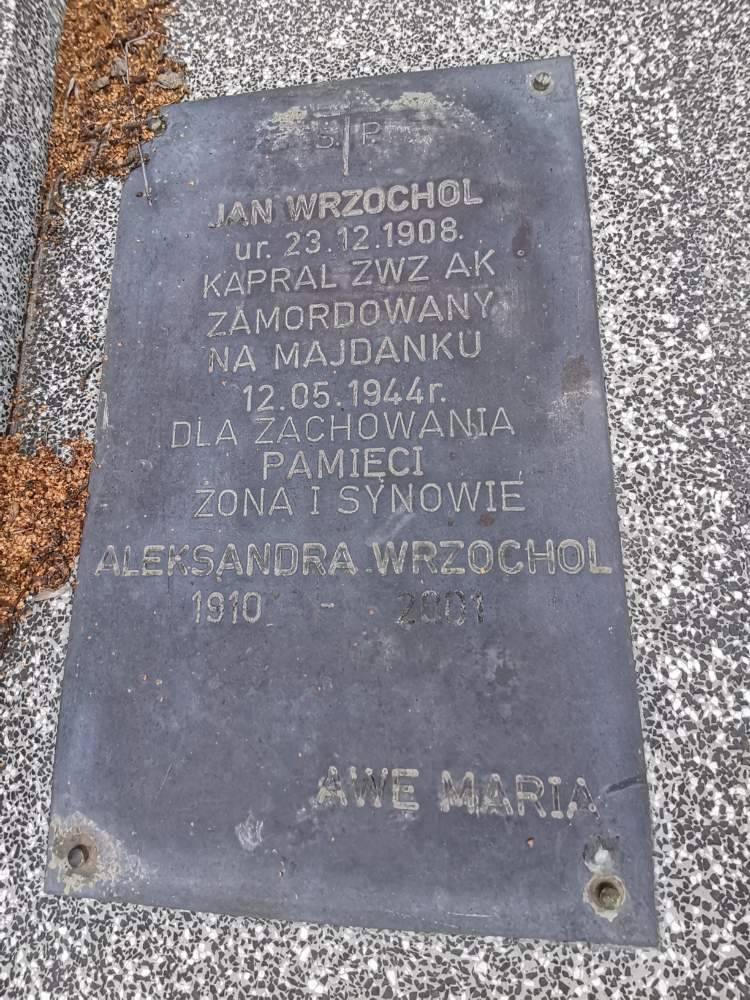 Ś P
JAN WRZOCHOL
ur. 23.12.1908.
KAPRAL ZWZ AK
ZAMORDOWANY
NA MAJDANKU
12.05.1944r.
DLA ZACHOWANIA
PAMIĘCI
ŻONA I SYNOWIE
ALEKSANDRA WRZOCHOL
1910 - 2001
AWE MARIA